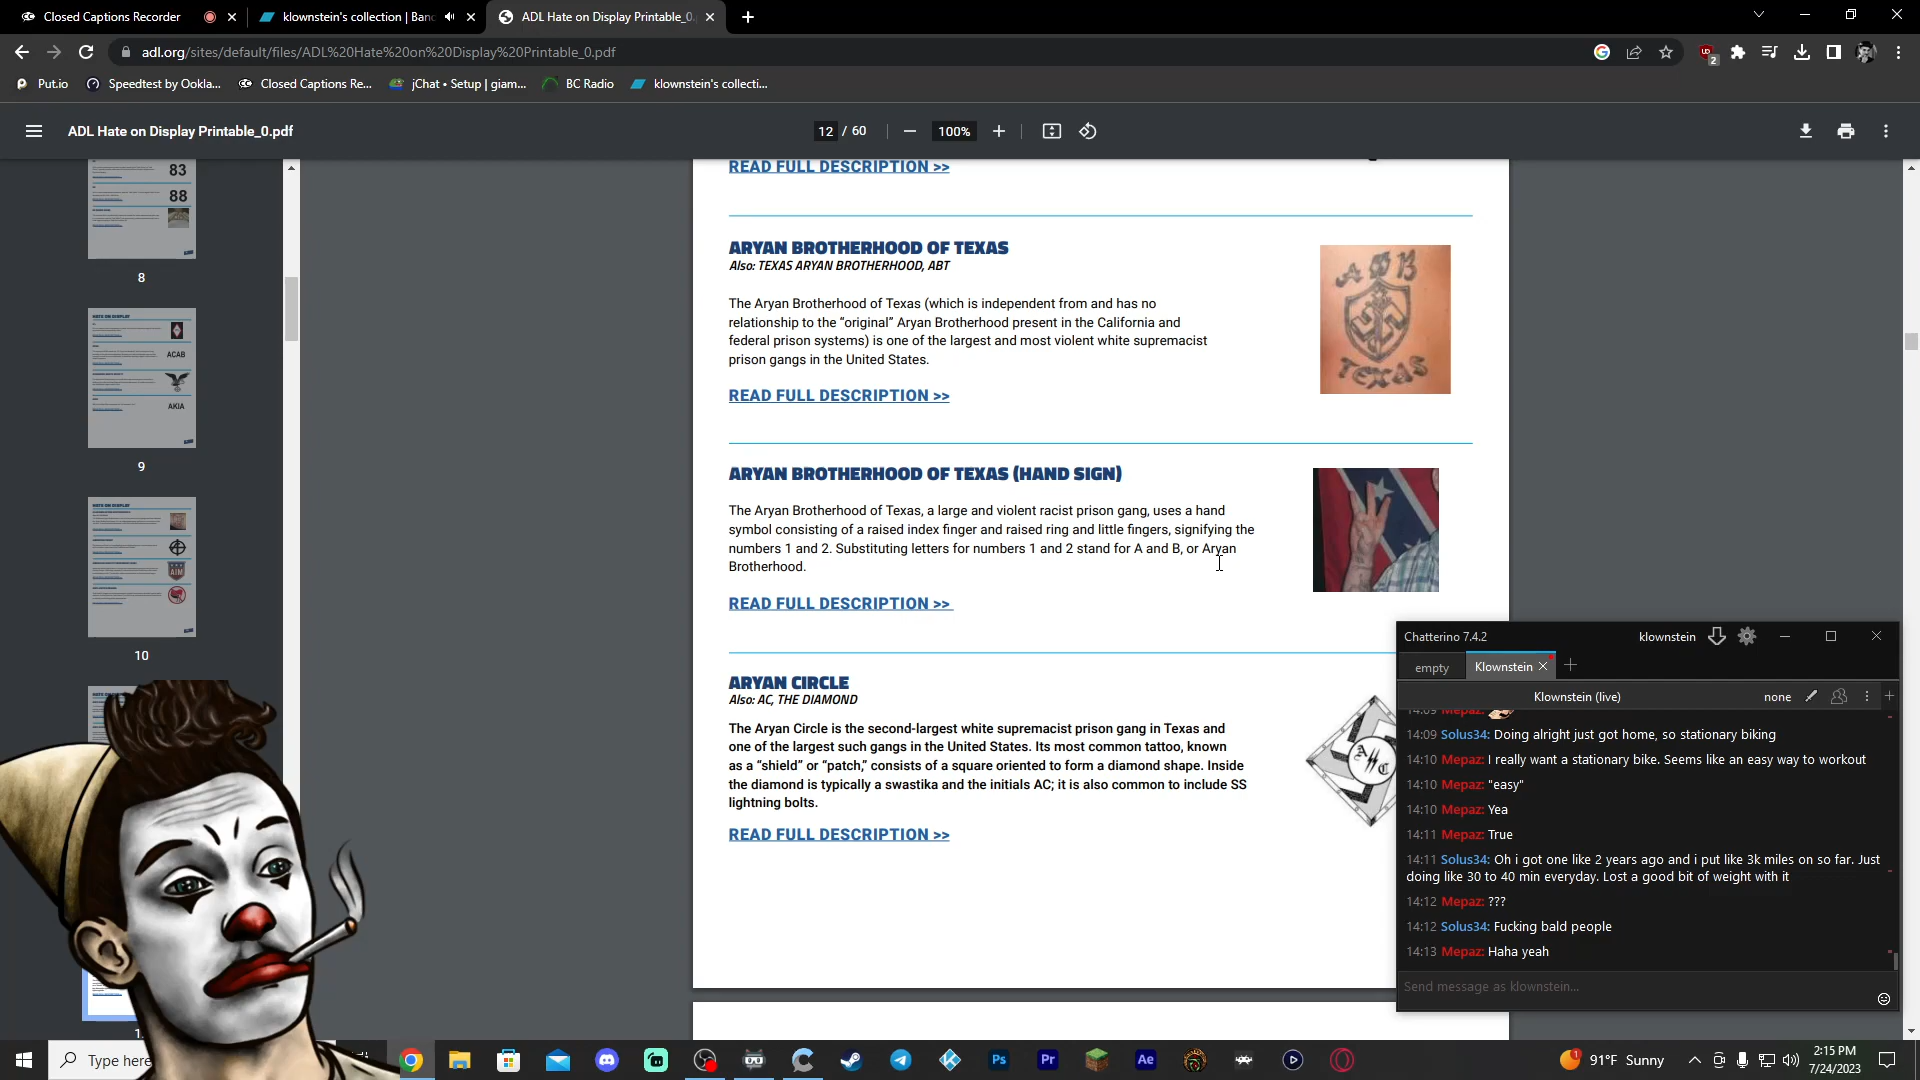 Closed Captions Recorder
klownstein's collection | Banc
ADL Hate on Display Printable_0.
adl.org/sites/default/files/ADL%20Hate%20on%20Display%20Printable_0.pdf
2
Put.io
Speedtest by Ookla...
Closed Captions Re...
jChat • Setup | giam...
BC Radio
klownstein's collecti...
ADL Hate on Display Printable_0.pdf
12 / 60
100%
83
88
8
ACAB
AKIA
9
AIM
10
READ FULL DESCRIPTION >>
ARYAN BROTHERHOOD OF TEXAS
Also: TEXAS ARYAN BROTHERHOOD, ABT
The Aryan Brotherhood of Texas (which is independent from and has no
relationship to the "original" Aryan Brotherhood present in the California and
federal prison systems) is one of the largest and most violent white supremacist
prison gangs in the United States.
READ FULL DESCRIPTION >>
TEXAS
ARYAN BROTHERHOOD OF TEXAS (HAND SIGN)
The Aryan Brotherhood of Texas, a large and violent racist prison gang, uses a hand
symbol consisting of a raised index finger and raised ring and little fingers, signifying the
numbers 1 and 2. Substituting letters for numbers 1 and 2 stand for A and B, or Aryan
Brotherhood.
READ FULL DESCRIPTION >>
ARYAN CIRCLE
Also: AC, THE DIAMOND
The Aryan Circle is the second-largest white supremacist prison gang in Texas and
one of the largest such gangs in the United States. Its most common tattoo, known
as a "shield" or "patch," consists of a square oriented to form a diamond shape. Inside
the diamond is typically a swastika and the initials AC; it is also common to include SS
lightning bolts.
READ FULL DESCRIPTION >>
Chatterino 7.4.2
klownstein
empty
Klownstein
Klownstein (live)
none
14:09 Mepaz:
14:09 Solus34: Doing alright just got home, so stationary biking
14:10 Mepaz: I really want a stationary bike. Seems like an easy way to workout
14:10 Mepaz: "easy"
14:10 Mepaz: Yea
14:11 Mepaz: True
14:11 Solus34: Oh i got one like 2 years ago and i put like 3k miles on so far. Just
doing like 30 to 40 min everyday. Lost a good bit of weight with it
14:12 Mepaz: ???
14:12 Solus34: Fucking bald people
14:13 Mepaz: Haha yeah
Send message as klownstein...
Type here
Ps
Pr
Ae
1
91°F Sunny
2:15 PM
7/24/2023